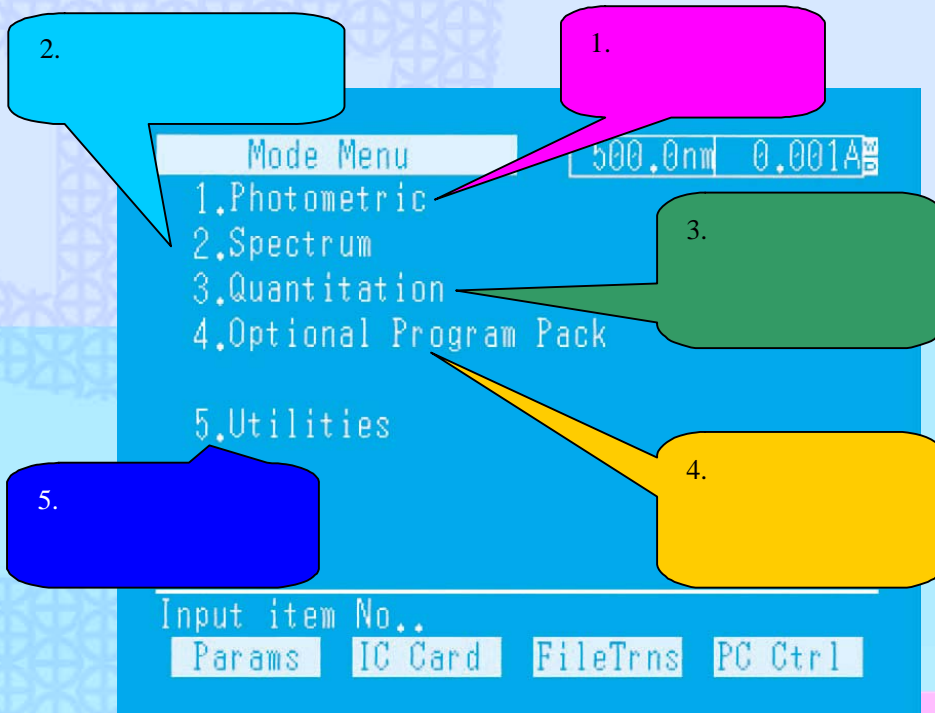 2.
1.
Mode Menu
500.0nm 0.001A
1.Photometric
2.Spectrum
3.
3.Quantitation
4.Optional Program Pack
5.Utilities
4.
5.
Input item No..
Params IC Card FileTrns PC Ctrl